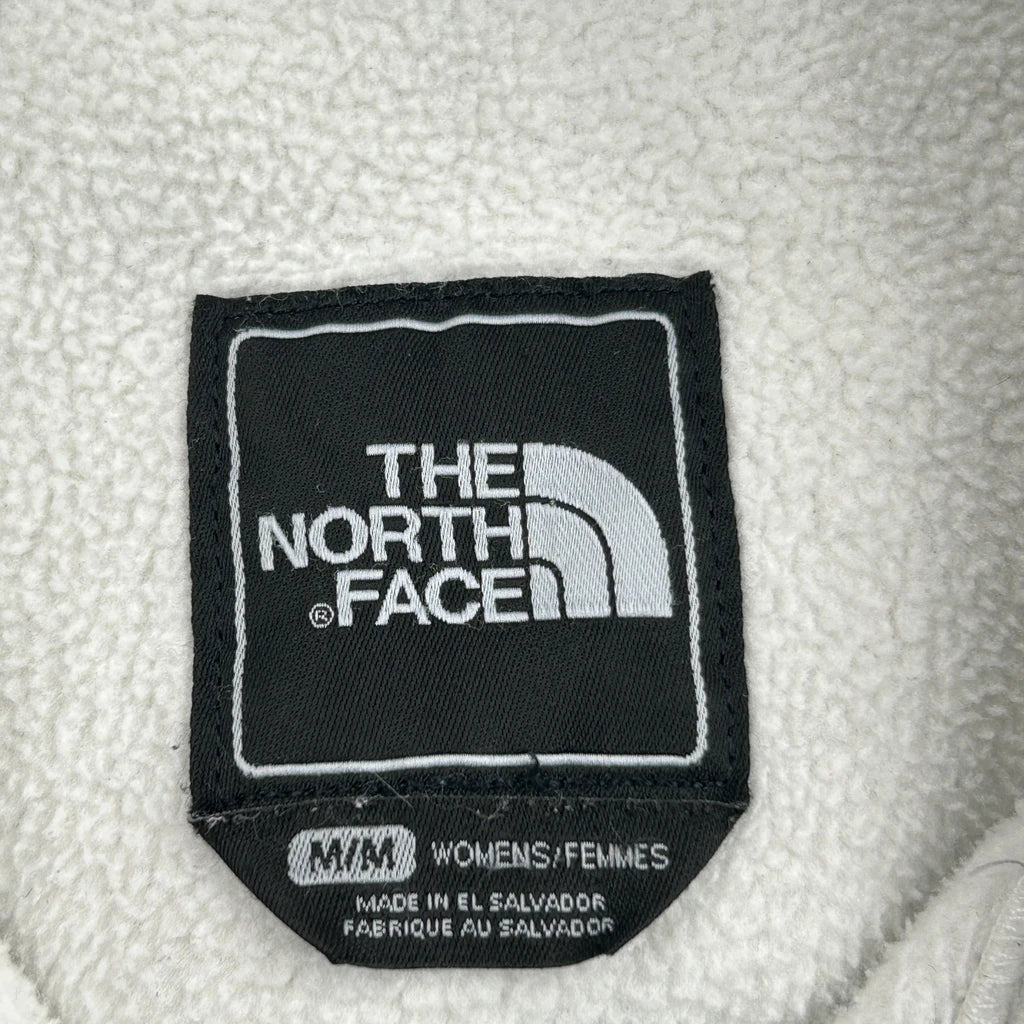 THE
NORTH
®FACE
M/M WOMENS/FEMMES
MADE IN EL SALVADOR
FABRIQUE AU SALVADOR